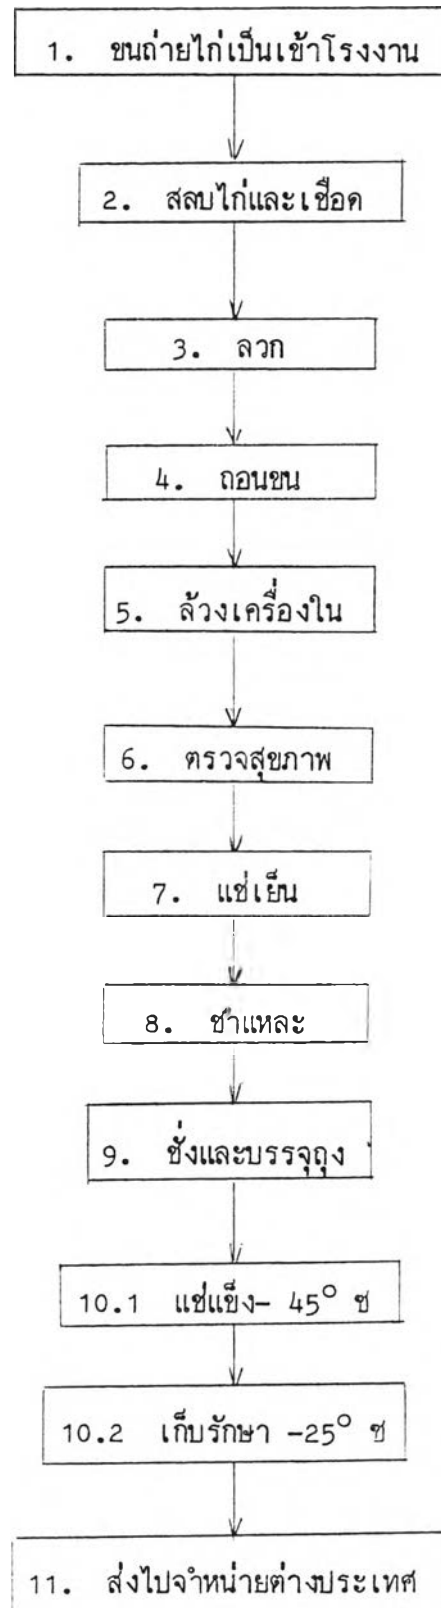 1. ขนถ่ายไก่เป็นเข้าโรงงาน
2. สลบไก่และเชือด
3. ลวก
4. ถอนขน
5. ล้วงเครื่องใน
6. ตรวจสุขภาพ
7. แช่เย็น
8. ชำแหละ
9. ชั่งและบรรจุถุง
10.1 แช่แข็ง- 45° ซ
10.2 เก็บรักษา -25° ซ
11. ส่งไปจำหน่ายต่างประเทศ